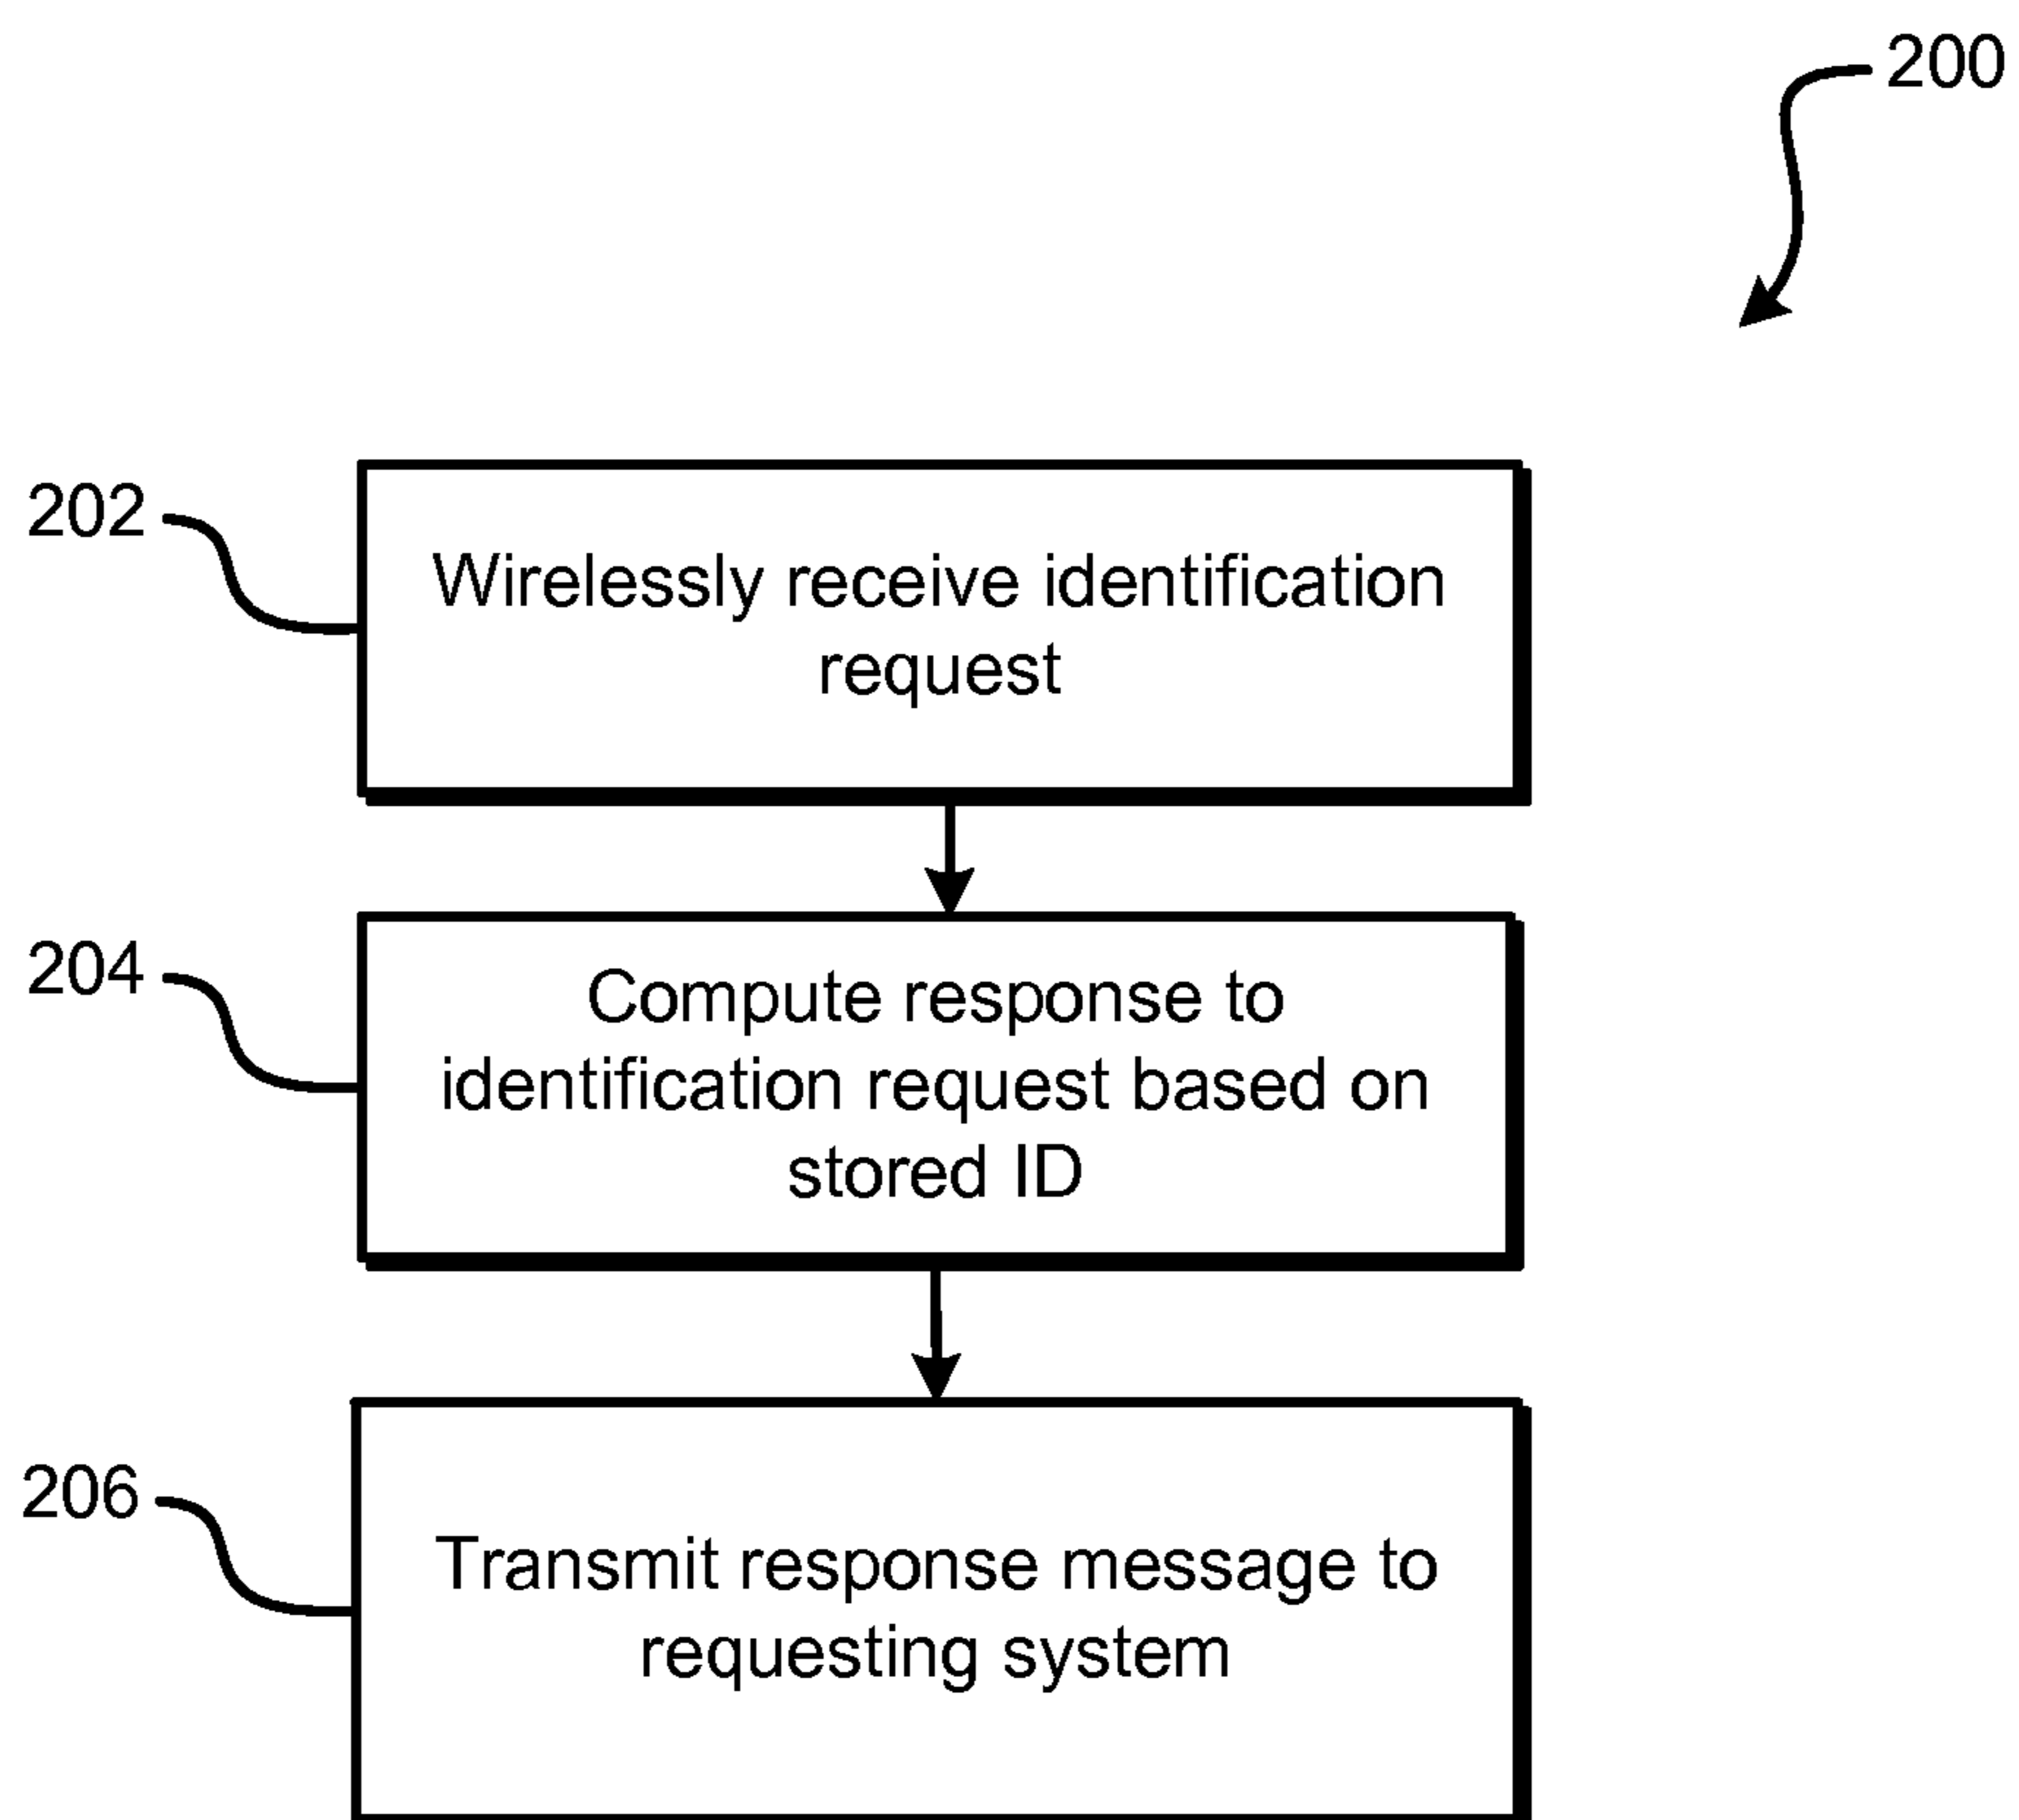 200
202
Wirelessly receive identification
request
204
Compute response to
identification request based on
stored ID
206
Transmit response message to
requesting system